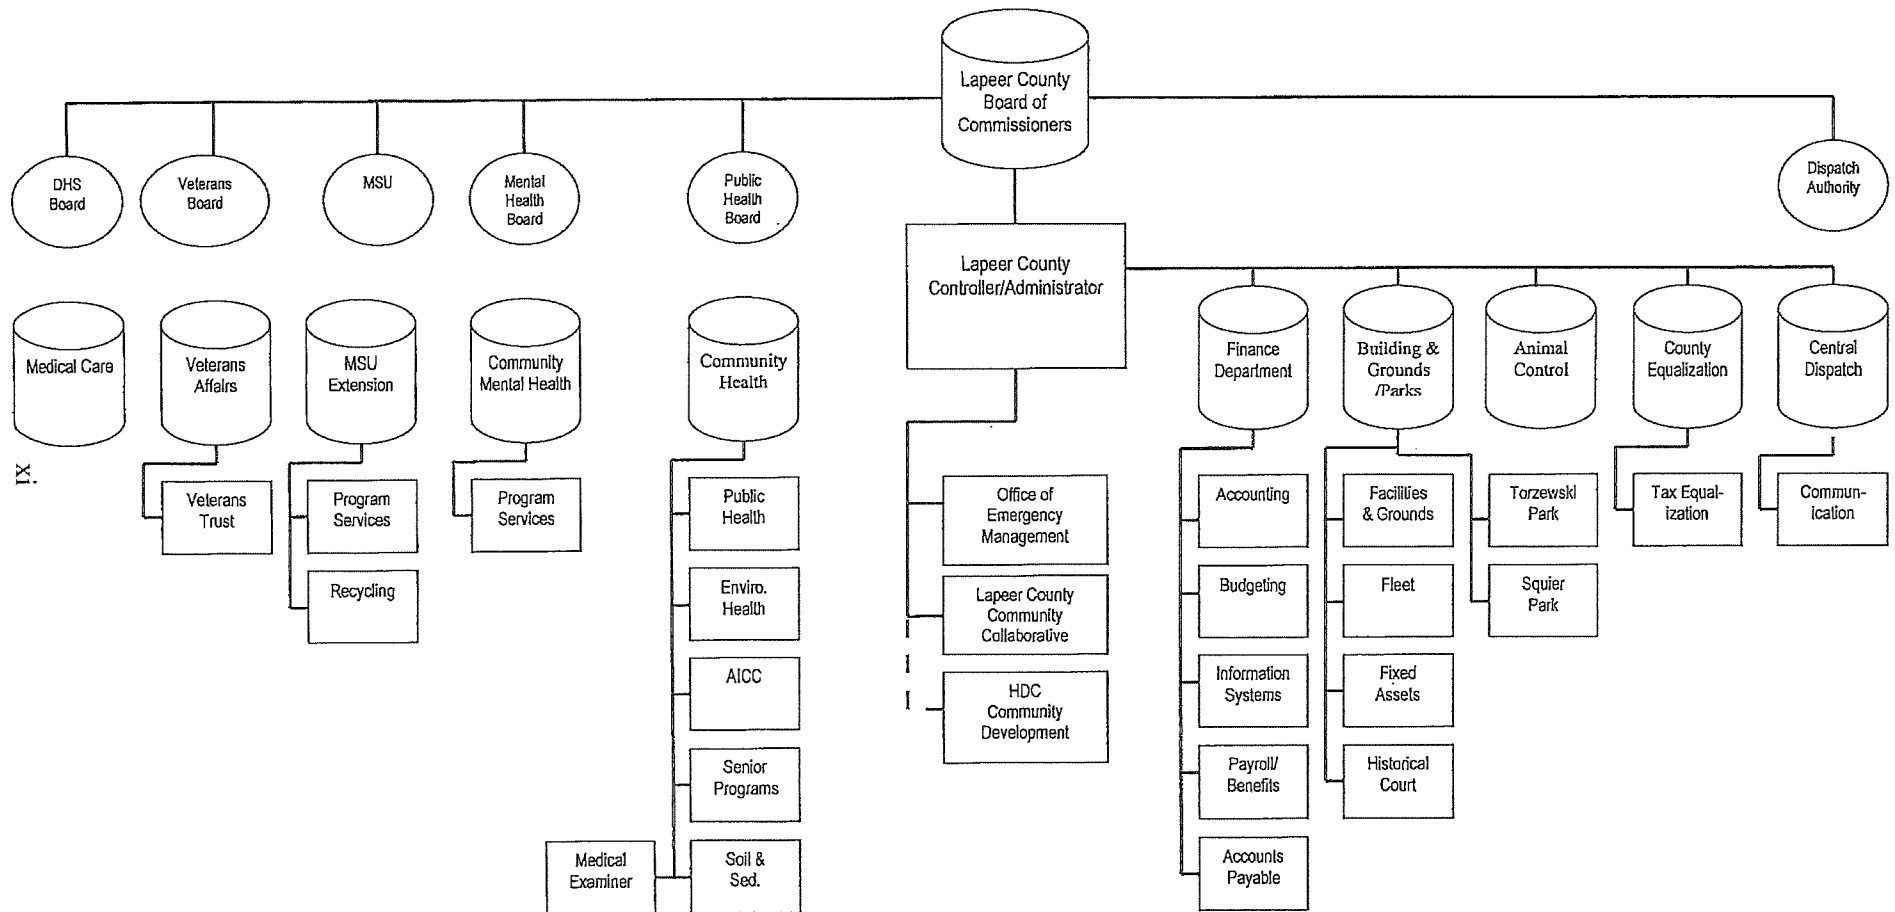 Lapeer County
Board of
Commissioners
DHS
Board
Veterans
Board
MSU
Mental
Health
Board
Public
Health
Board
Dispatch
Authority
Lapeer County
Controller/Administrator
Medical Care
Veterans
Affairs
MSU
Extension
Community
Mental Health
Community
Health
Finance
Department
Building &
Grounds
/Parks
Animal
Control
County
Equalization
Central
Dispatch
xi
Veterans
Trust
Program
Services
Recycling
Program
Services
Public
Health
Enviro.
Health
AICC
Senior
Programs
Medical
Examiner
Soil &
Sed.
Office of
Emergency
Management
Lapeer County
Community
Collaborative
HDC
Community
Development
Accounting
Budgeting
Information
Systems
Payroll/
Benefits
Accounts
Payable
Facilities
& Grounds
Fleet
Fixed
Assets
Historical
Court
Torzewski
Park
Squier
Park
Tax Equal-
ization
Commun-
ication